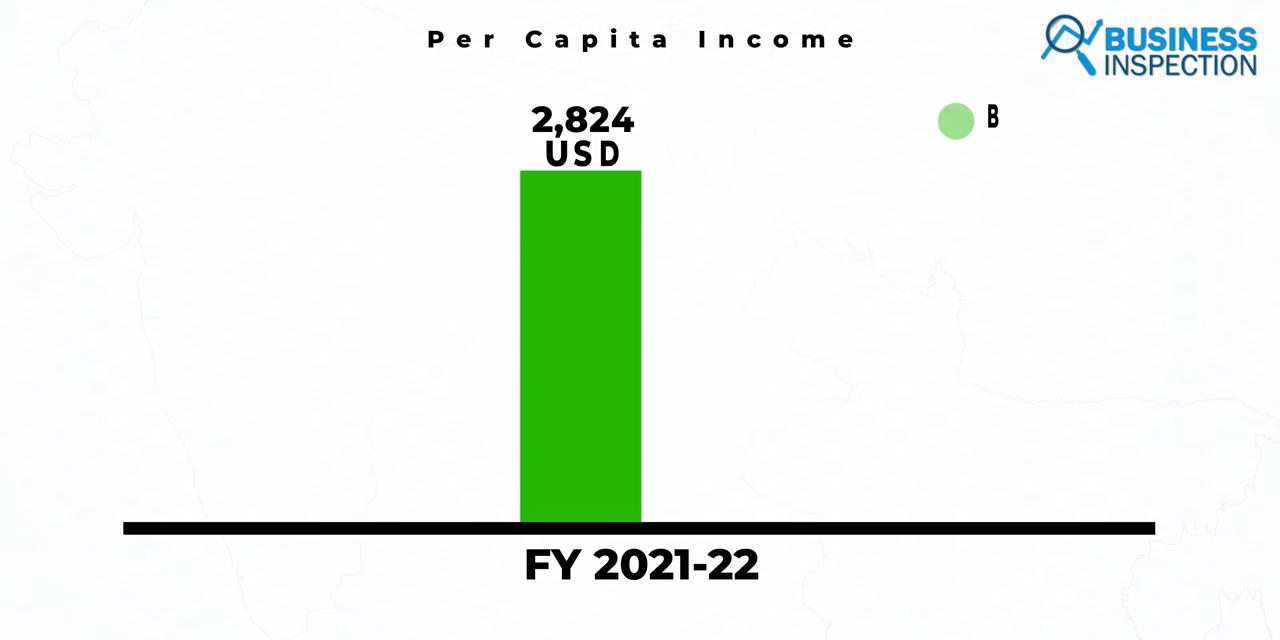 Per Capita Income
BUSINESS
INSPECTION
2,824
USD
B
FY 2021-22